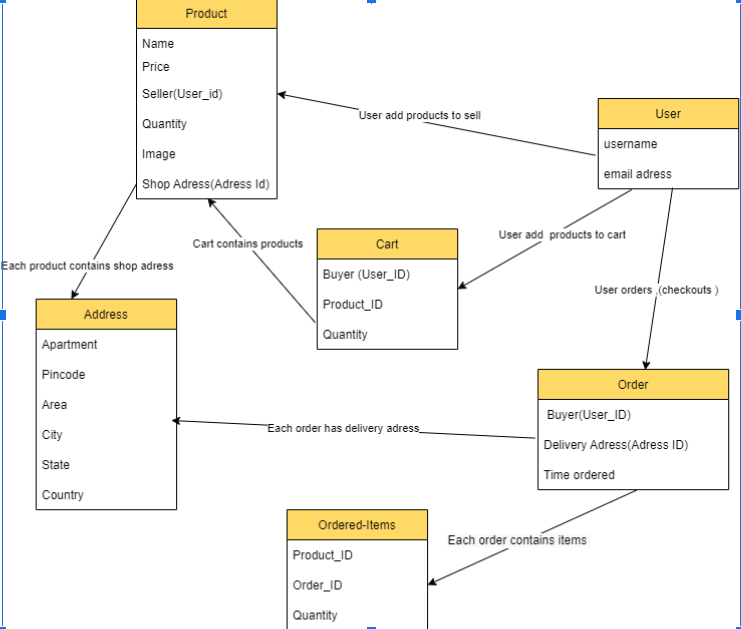 Product
Name
Price
Seller(User_id)
Quantity
Image
Shop Adress(Adress Id)
User add products to sell
User
username
email adress
Cart contains products
User add products to cart
Each product contains shop adress
Cart
Buyer (User_ID)
Product_ID
Quantity
User orders ,(checkouts )
Address
Apartment
Pincode
Area
City
State
Country
Each order has delivery adress
Order
Buyer(User_ID)
Delivery Adress(Adress ID)
Time ordered
Each order contains items
Ordered-Items
Product_ID
Order_ID
Quantity